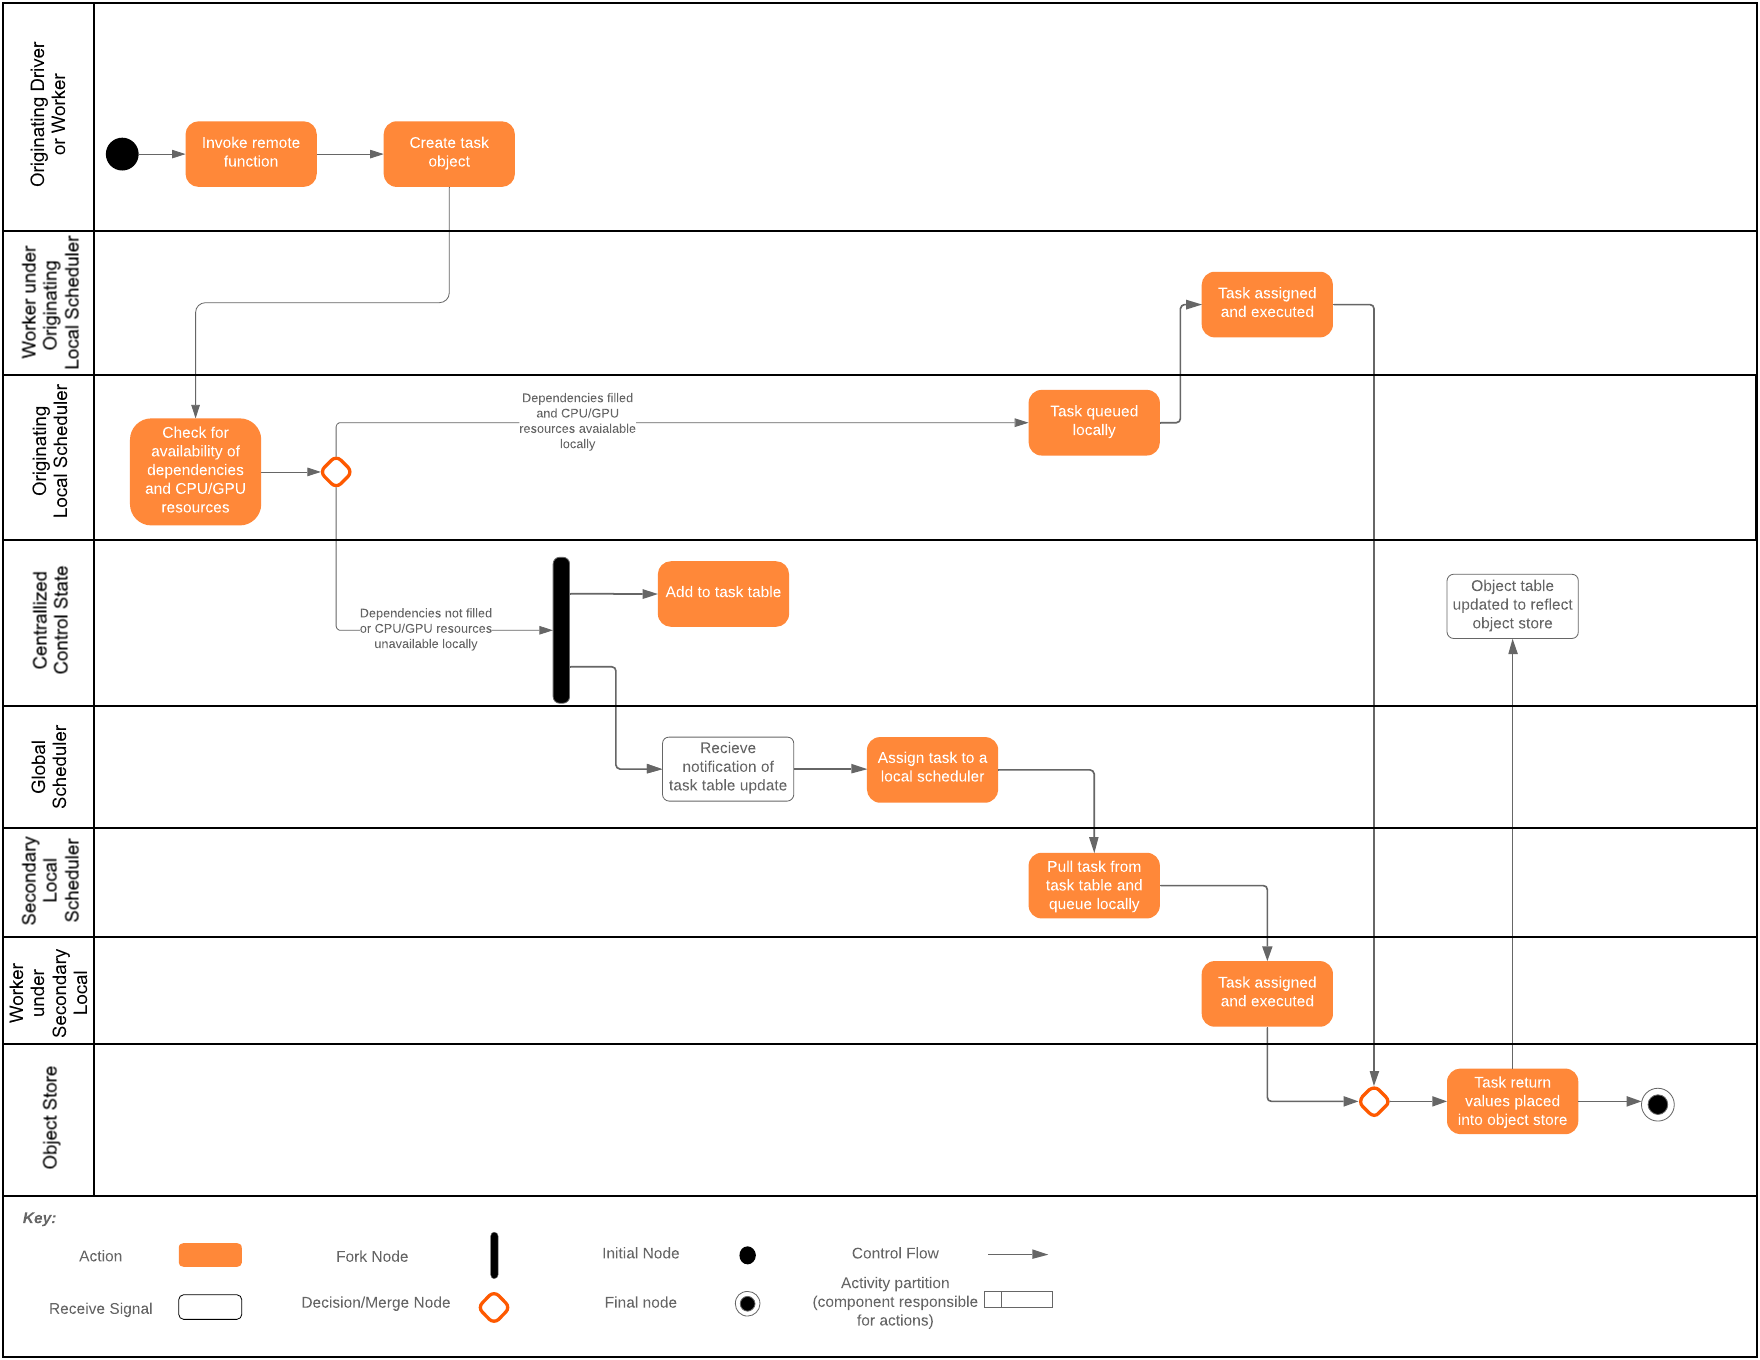 Originating Driver
or Worker
Invoke remote
function
Create task
object
Worker under
Originating
Local Scheduler
Task assigned
and executed
Originating
Local Scheduler
Check for
availability of
dependencies
and CPU/GPU
resources
Dependencies filled
and CPU/GPU
resources avaialable
locally
Task queued
locally
Centrallized
Control State
Dependencies not filled
or CPU/GPU resources
unavailable locally
Add to task table
Object table
updated to reflect
object store
Global
Scheduler
Recieve
notification of
task table update
Assign task to a
local scheduler
Secondary
Local
Scheduler
Pull task from
task table and
queue locally
Worker
under
Secondary
Local
Task assigned
and executed
Object Store
Task return
values placed
into object store
Key:
Action
Fork Node
Initial Node
Control Flow
Receive Signal
Decision/Merge Node
Final node
Activity partition
(component responsible
for actions)